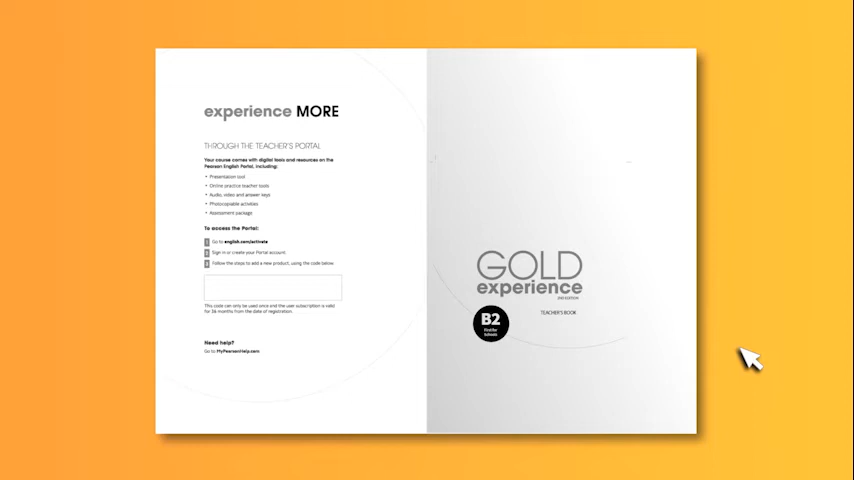 experience MORE
THROUGH THE TEACHER'S PORTAL
Your course comes with digital tools and resources on the
Pearson English Portal, including:
• Presentation tool
• Online practice teacher tools
• Audio, video and answer keys
• Photocopiable activities
• Assessment package
To access the Portal:
1 Go to english.com/activate
2 Sign in or create your Portal account
3 Follow the steps to add a new product, using the code below.
This code can only be used once and the user subscription is valid
for 36 months from the date of registration.
Need help?
Go to MyPearsonHelp.com
GOLD
experience
2ND EDITION
B2
First for
Schools
TEACHER'S BOOK